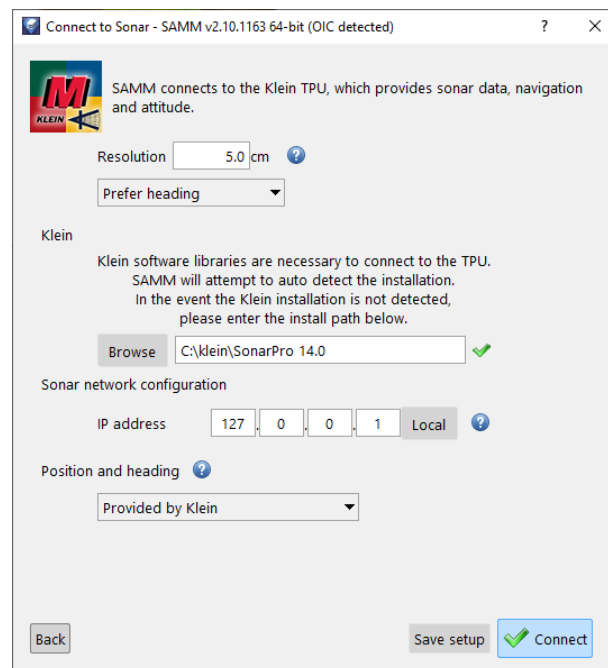 Connect to Sonar - SAMM v2.10.1163 64-bit (OIC detected) ? ×
M
KLEIN
SAMM connects to the Klein TPU, which provides sonar data, navigation
and attitude.
Resolution 5.0 cm ?
Prefer heading
Klein
Klein software libraries are necessary to connect to the TPU.
SAMM will attempt to auto detect the installation.
In the event the Klein installation is not detected,
please enter the install path below.
Browse C:\klein\SonarPro 14.0
Sonar network configuration
IP address 127 . 0 . 0 . 1 Local ?
Position and heading ?
Provided by Klein
Back Save setup Connect